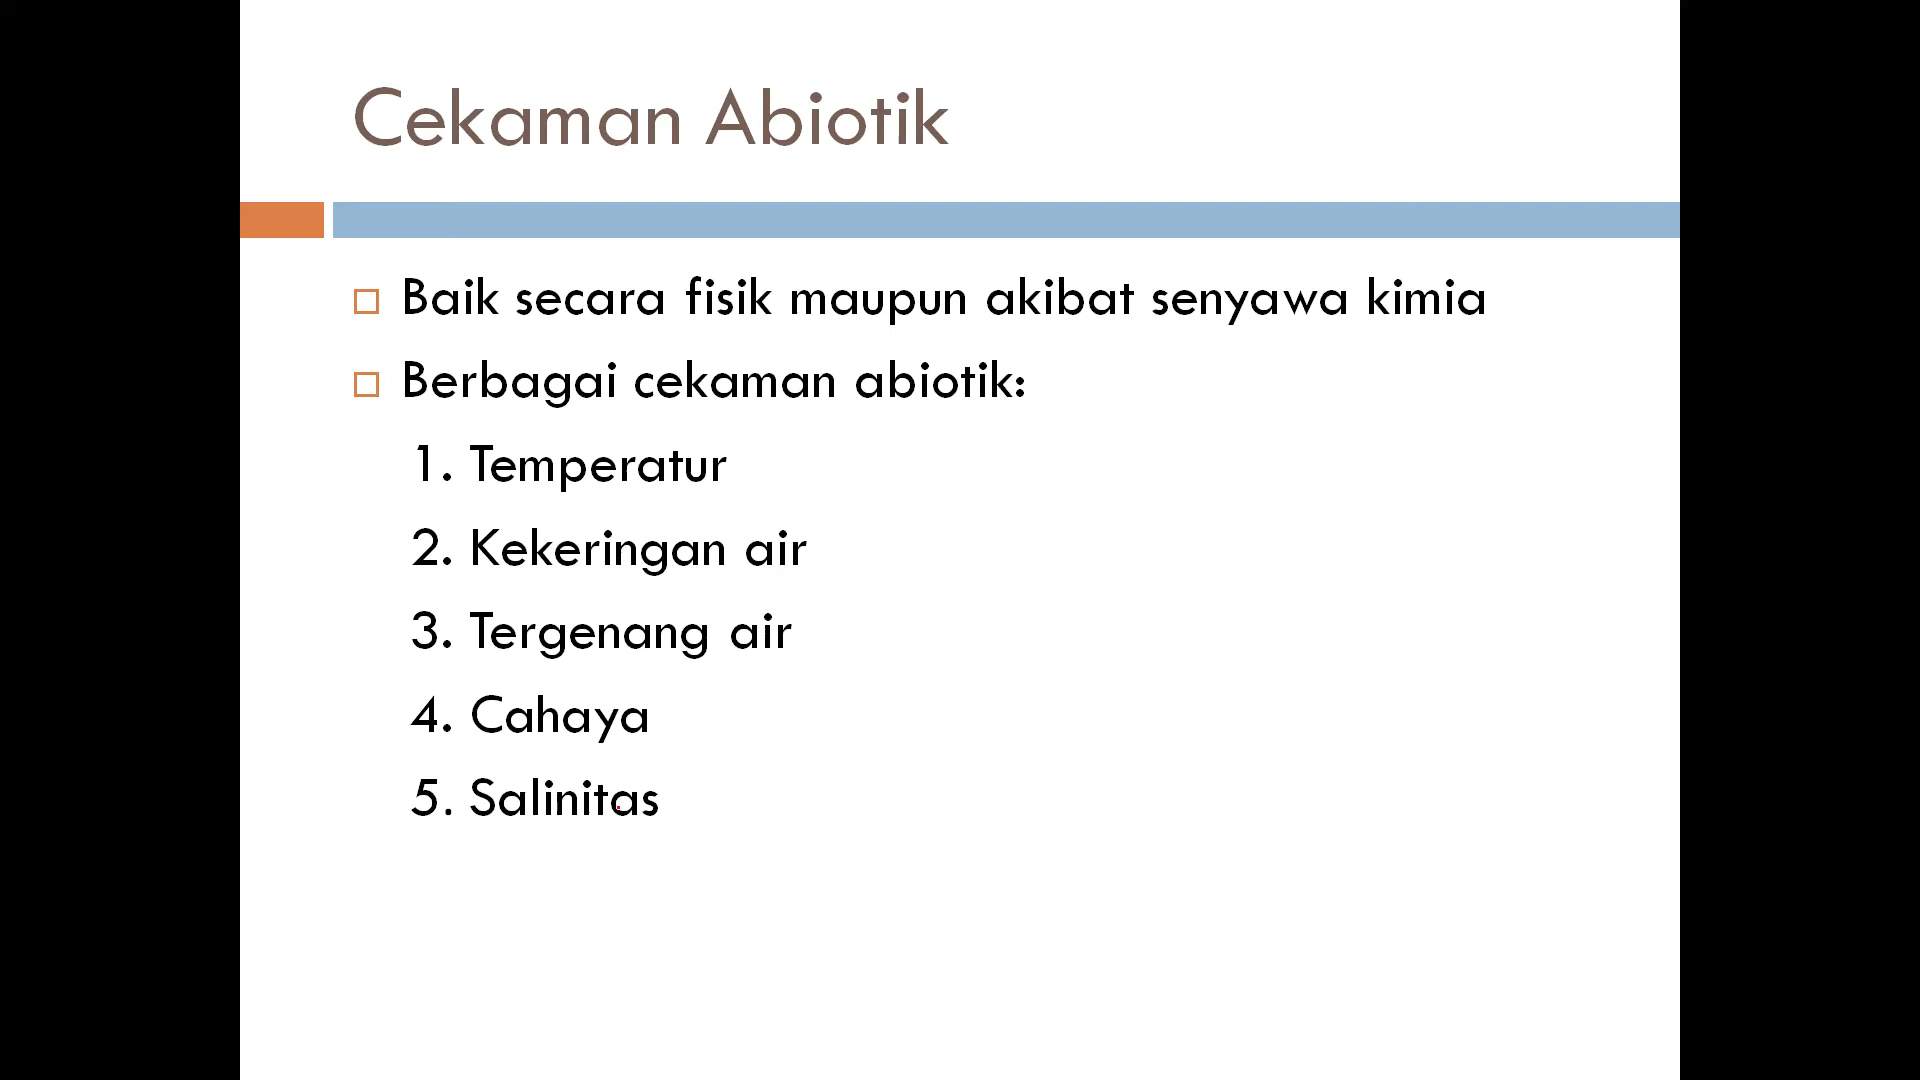 Cekaman Abiotik
Baik secara fisik maupun akibat senyawa kimia
Berbagai cekaman abiotik:
1. Temperatur
2. Kekeringan air
3. Tergenang air
4. Cahaya
5. Salinitas